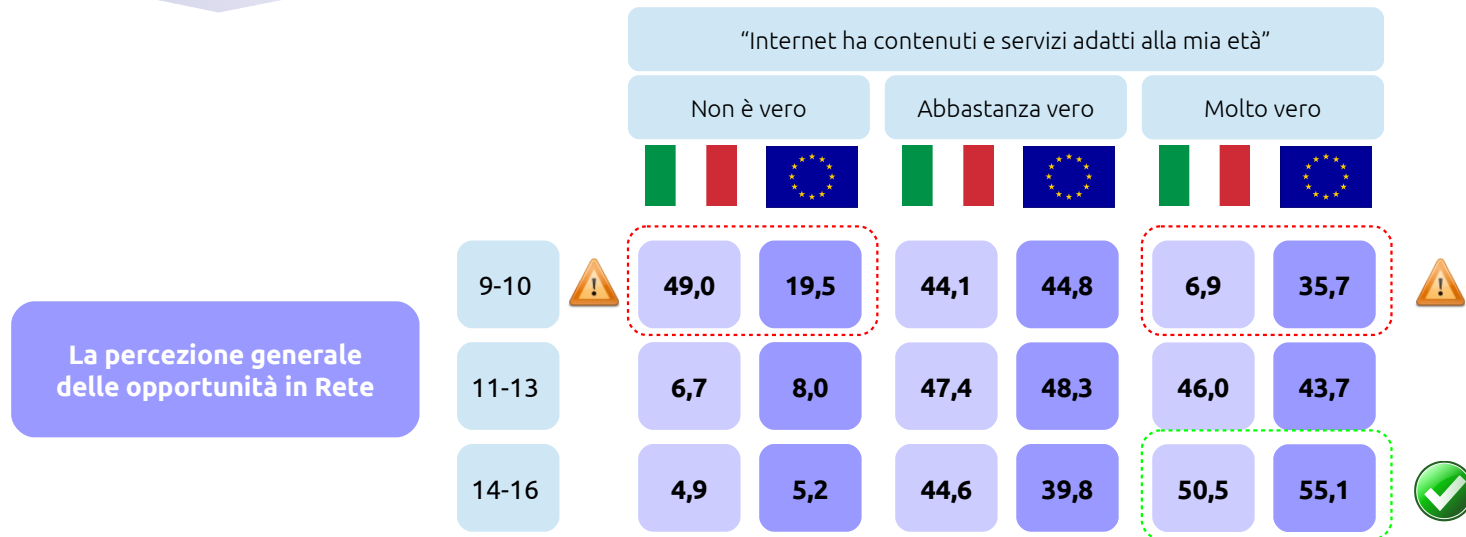 “Internet ha contenuti e servizi adatti alla mia età”
Non è vero Abbastanza vero Molto vero
9-10 49,0 19,5 44,1 44,8 6,9 35,7
La percezione generale
delle opportunità in Rete
11-13 6,7 8,0 47,4 48,3 46,0 43,7
14-16 4,9 5,2 44,6 39,8 50,5 55,1